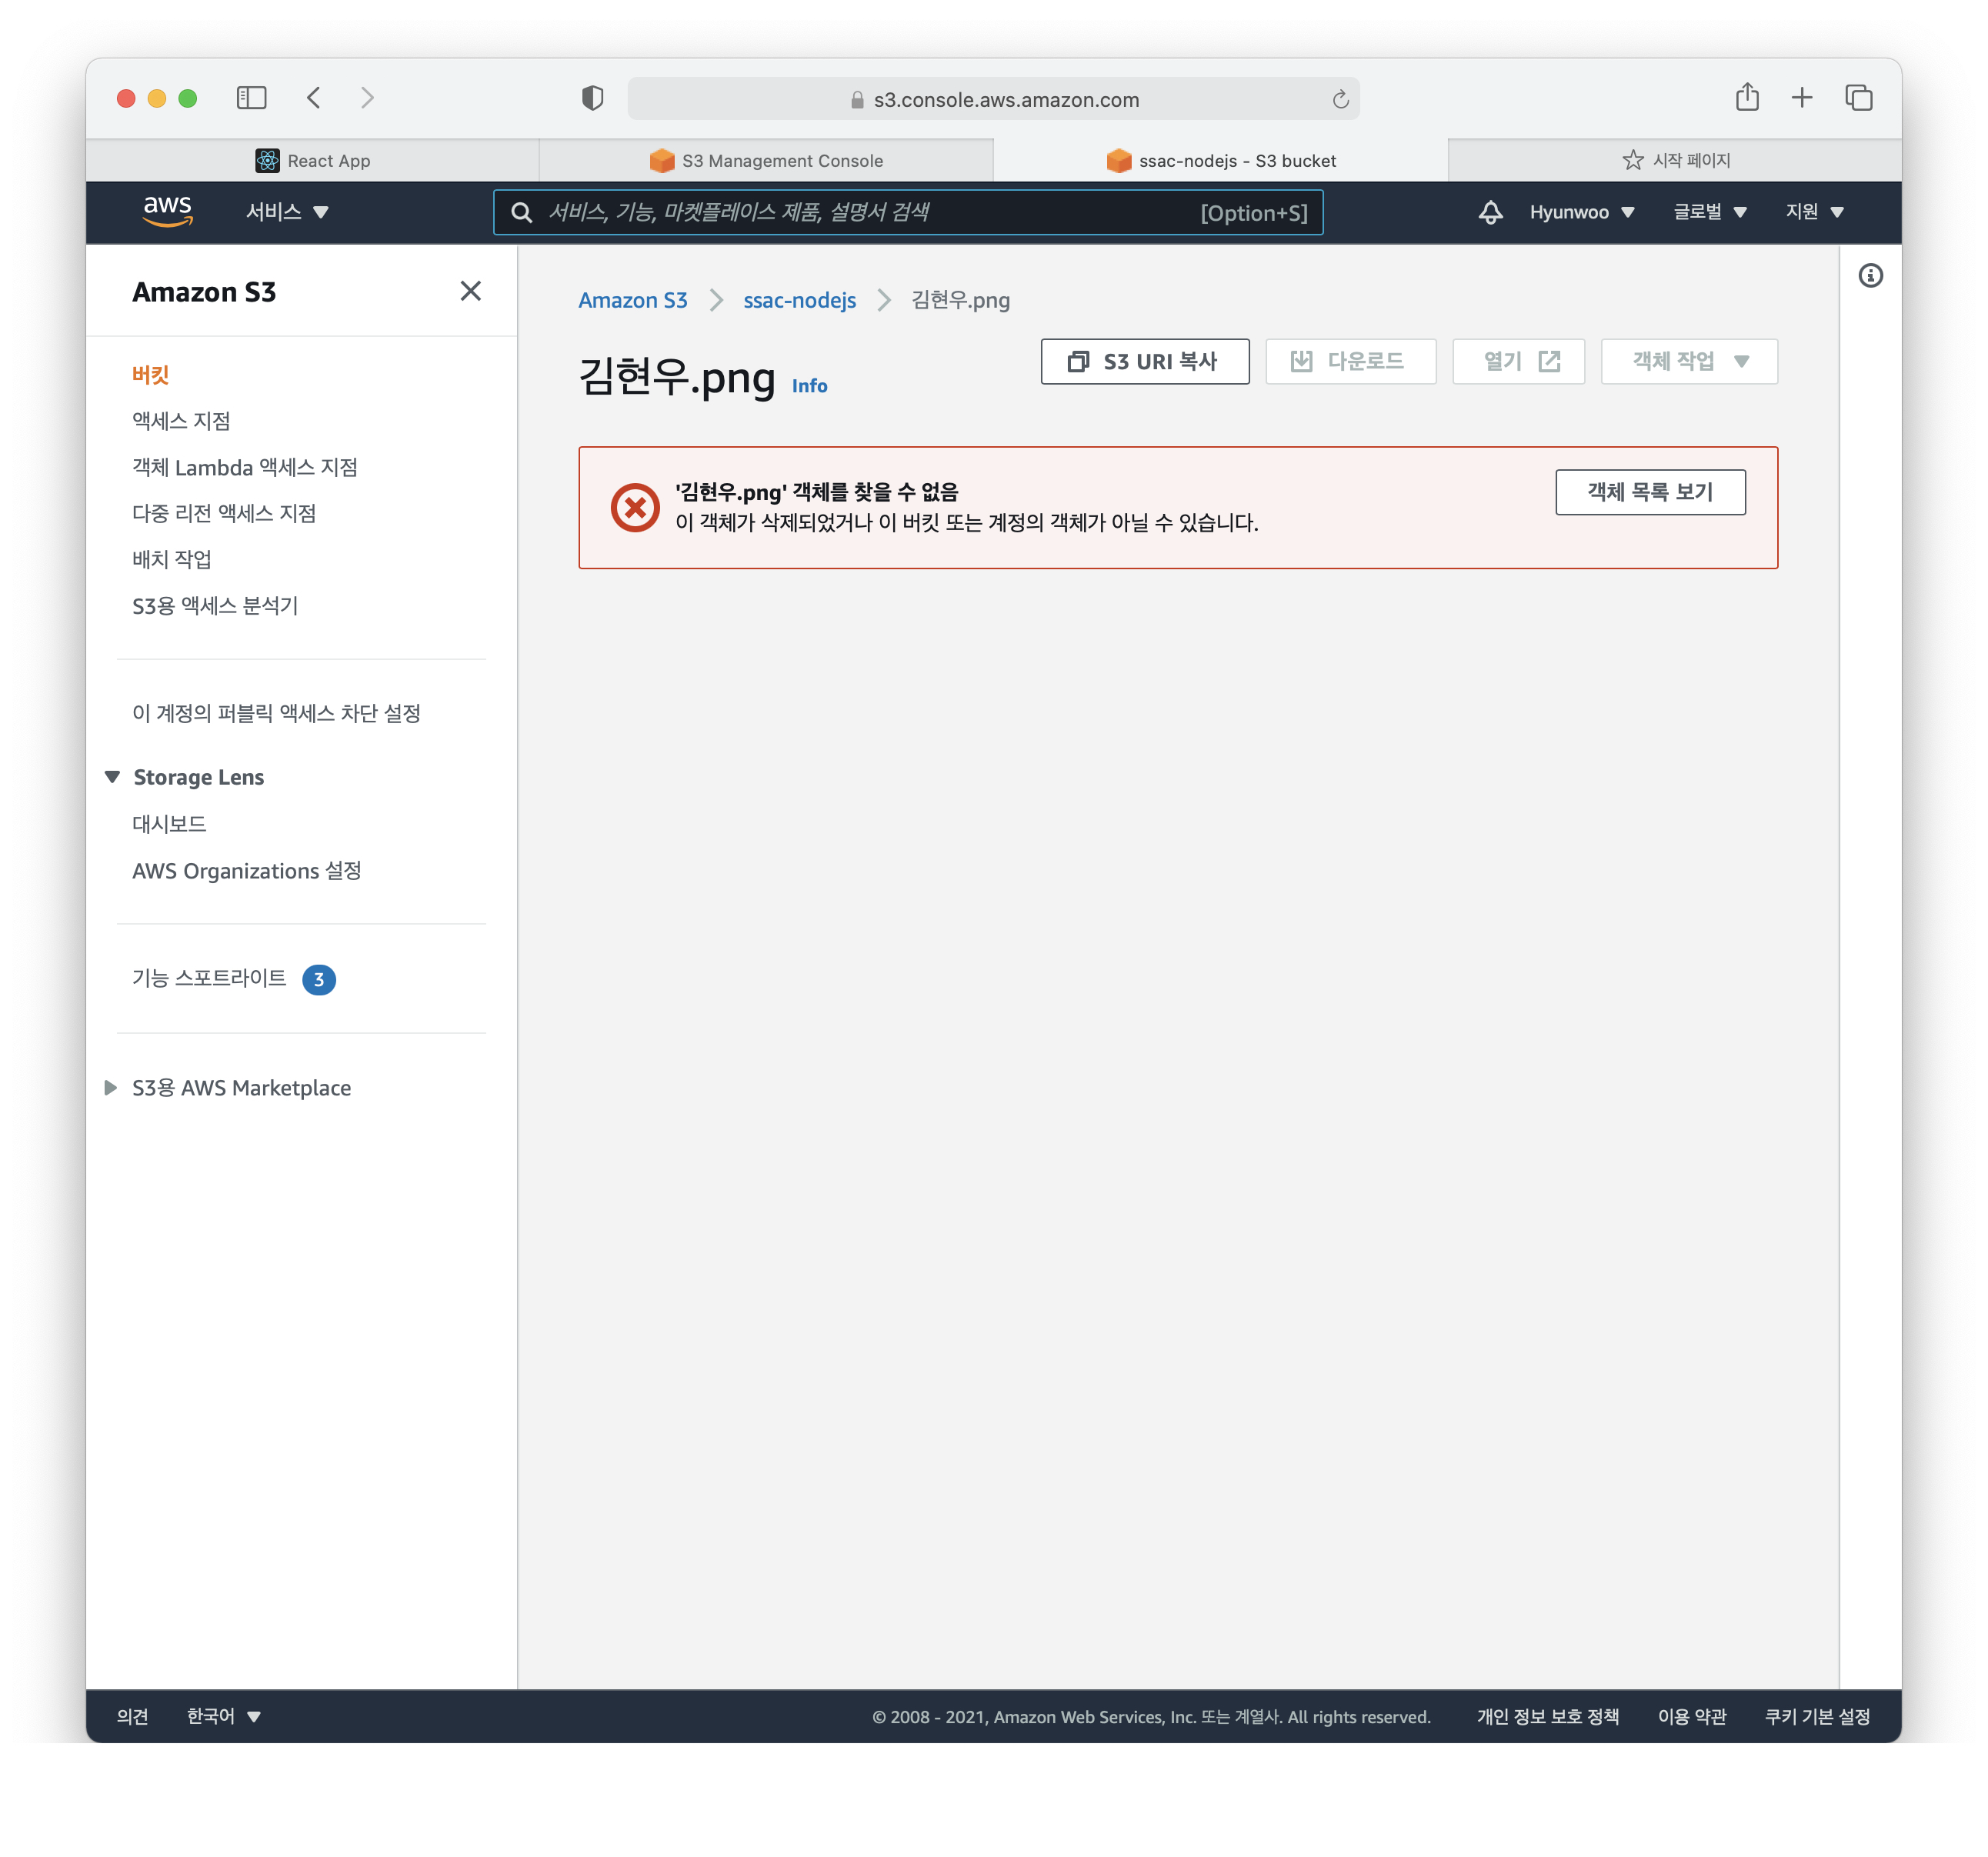 s3.console.aws.amazon.com
React App
S3 Management Console
ssac-nodejs - S3 bucket
시작 페이지
aws
서비스
서비스, 기능, 마켓플레이스 제품, 설명서 검색
[Option+S]
Hyunwoo
글로벌
지원
Amazon S3
버킷
액세스 지점
객체 Lambda 액세스 지점
다중 리전 액세스 지점
배치 작업
S3용 액세스 분석기
이 계정의 퍼블릭 액세스 차단 설정
Storage Lens
대시보드
AWS Organizations 설정
기능 스포트라이트 3
S3용 AWS Marketplace
Amazon S3
ssac-nodejs
김현우.png
김현우.png Info
S3 URI 복사
다운로드
열기
객체 작업
'김현우.png' 객체를 찾을 수 없음
이 객체가 삭제되었거나 이 버킷 또는 계정의 객체가 아닐 수 있습니다.
객체 목록 보기
의견
한국어
© 2008 - 2021, Amazon Web Services, Inc. 또는 계열사. All rights reserved.
개인 정보 보호 정책
이용 약관
쿠키 기본 설정